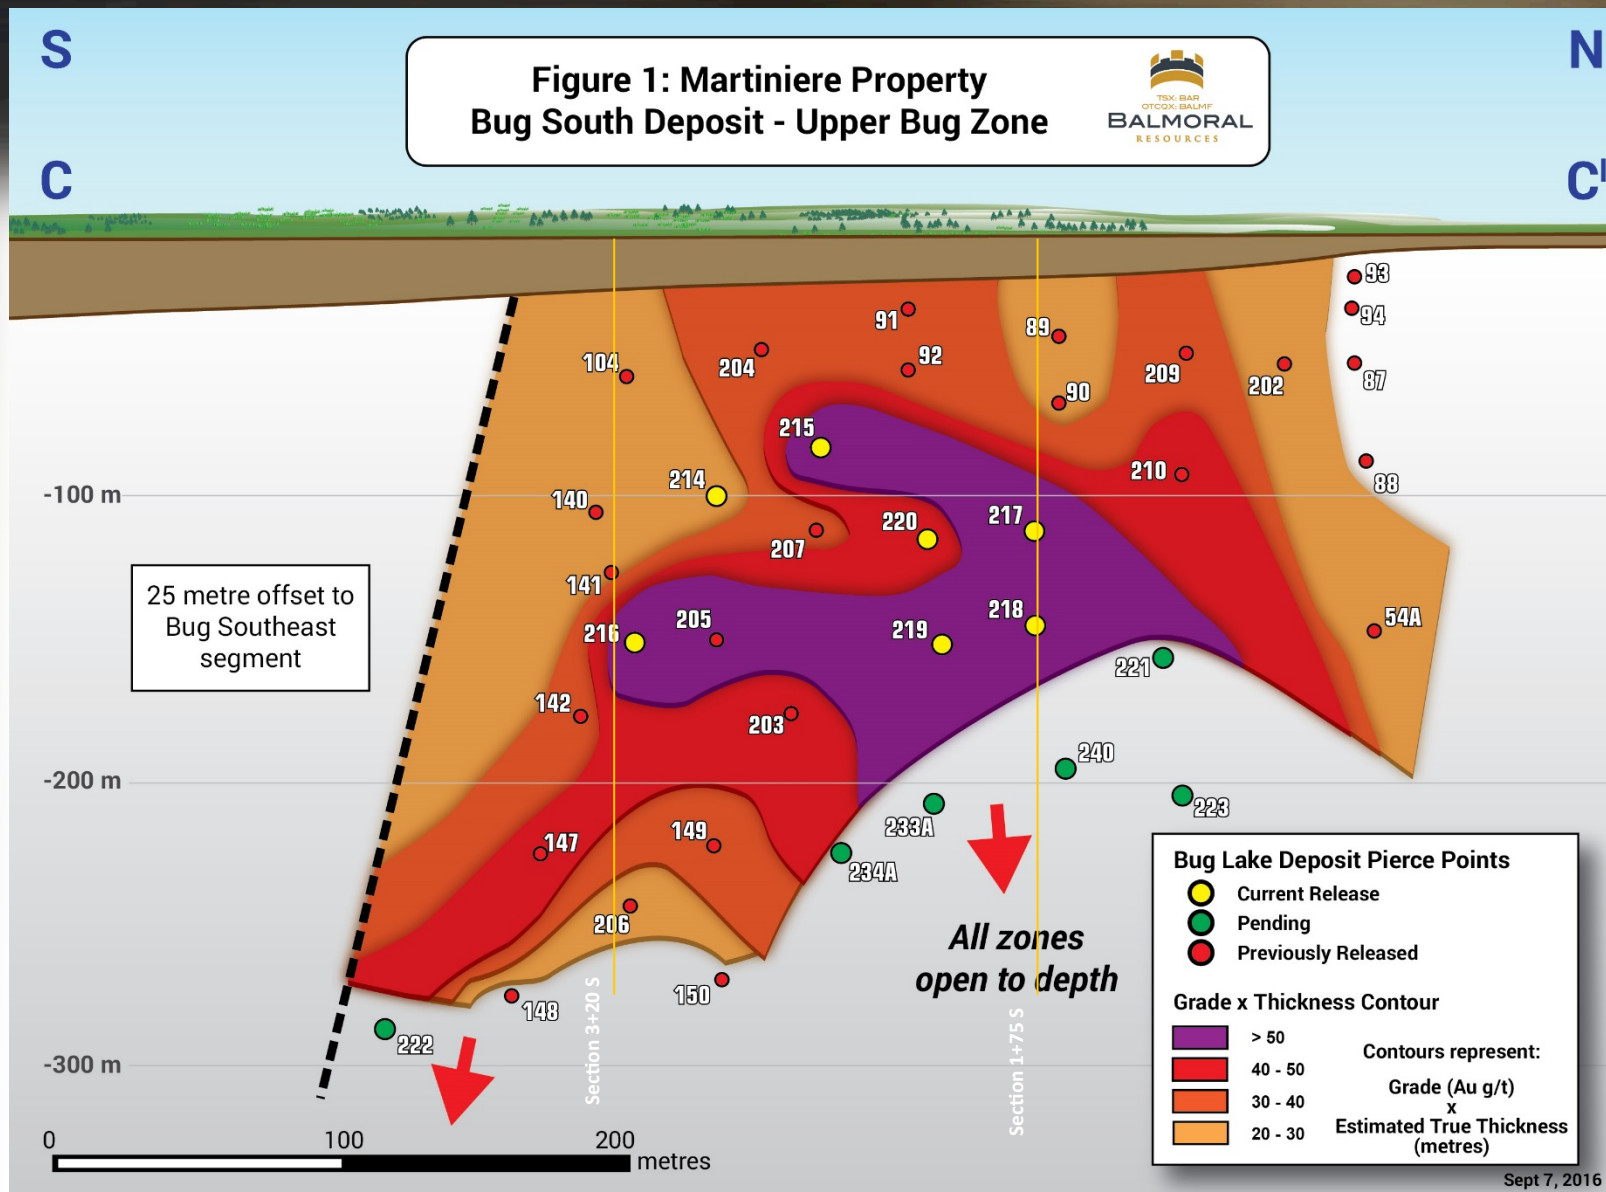 S
N
Figure 1: Martiniere Property
Bug South Deposit - Upper Bug Zone
TSX: BAR
OTCQX: BALMF
BALMORAL
RESOURCES
C
C'
93
91
94
89
104
204
92
209
202
87
90
215
210
88
214
-100 m
140
220
217
207
141
25 metre offset to
Bug Southeast
segment
216
205
219
218
54A
221
142
203
240
-200 m
223
233A
147
149
234A
206
All zones
open to depth
150
148
222
Section 3+20 S
Section 1+75 S
-300 m
0
100
200
metres
Bug Lake Deposit Pierce Points
Current Release
Pending
Previously Released
Grade x Thickness Contour
> 50
40 - 50
30 - 40
20 - 30
Contours represent:
Grade (Au g/t)
x
Estimated True Thickness
(metres)
Sept 7, 2016